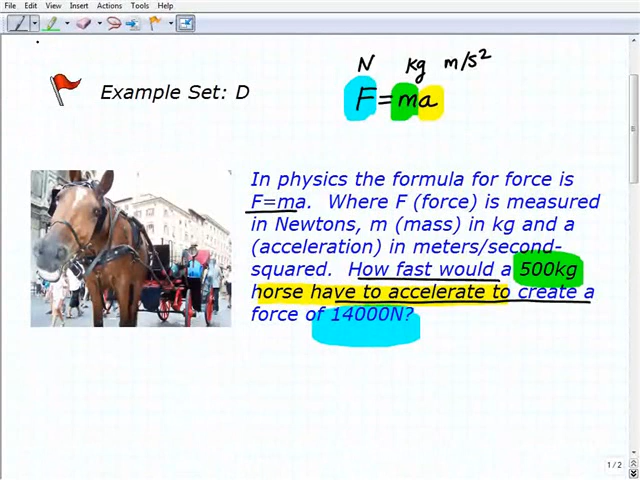 File Edit View Insert Actions Tools Help
N kg m/s²
Example Set: D
F=ma
In physics the formula for force is
F=ma. Where F (force) is measured
in Newtons, m (mass) in kg and a
(acceleration) in meters/second-
squared. How fast would a 500kg
horse have to accelerate to create a
force of 14000N?
1/2